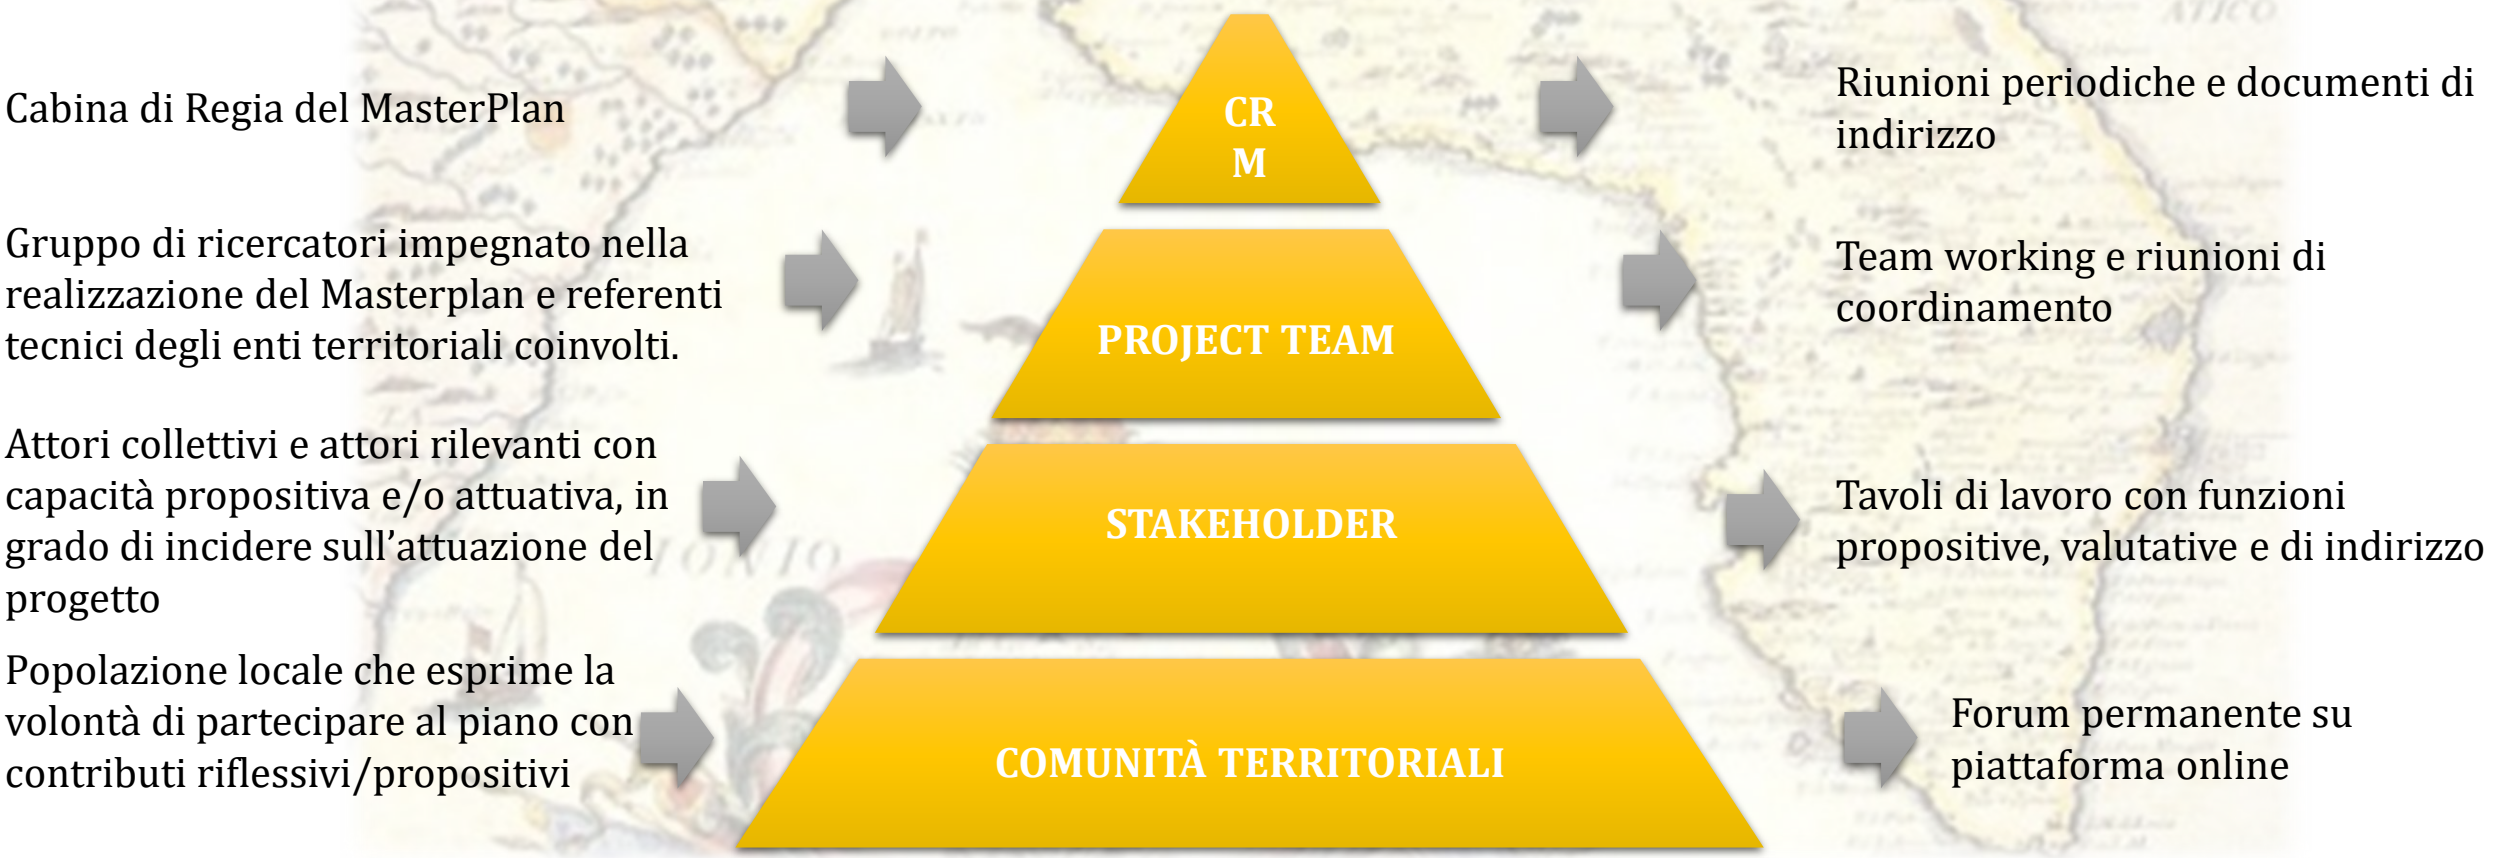 Cabina di Regia del MasterPlan
CR
M
Riunioni periodiche e documenti di
indirizzo
Gruppo di ricercatori impegnato nella
realizzazione del Masterplan e referenti
tecnici degli enti territoriali coinvolti.
PROJECT TEAM
Team working e riunioni di
coordinamento
Attori collettivi e attori rilevanti con
capacità propositiva e/o attuativa, in
grado di incidere sull’attuazione del
progetto
STAKEHOLDER
Tavoli di lavoro con funzioni
propositive, valutative e di indirizzo
Popolazione locale che esprime la
volontà di partecipare al piano con
contributi riflessivi/propositivi
COMUNITÀ TERRITORIALI
Forum permanente su
piattaforma online